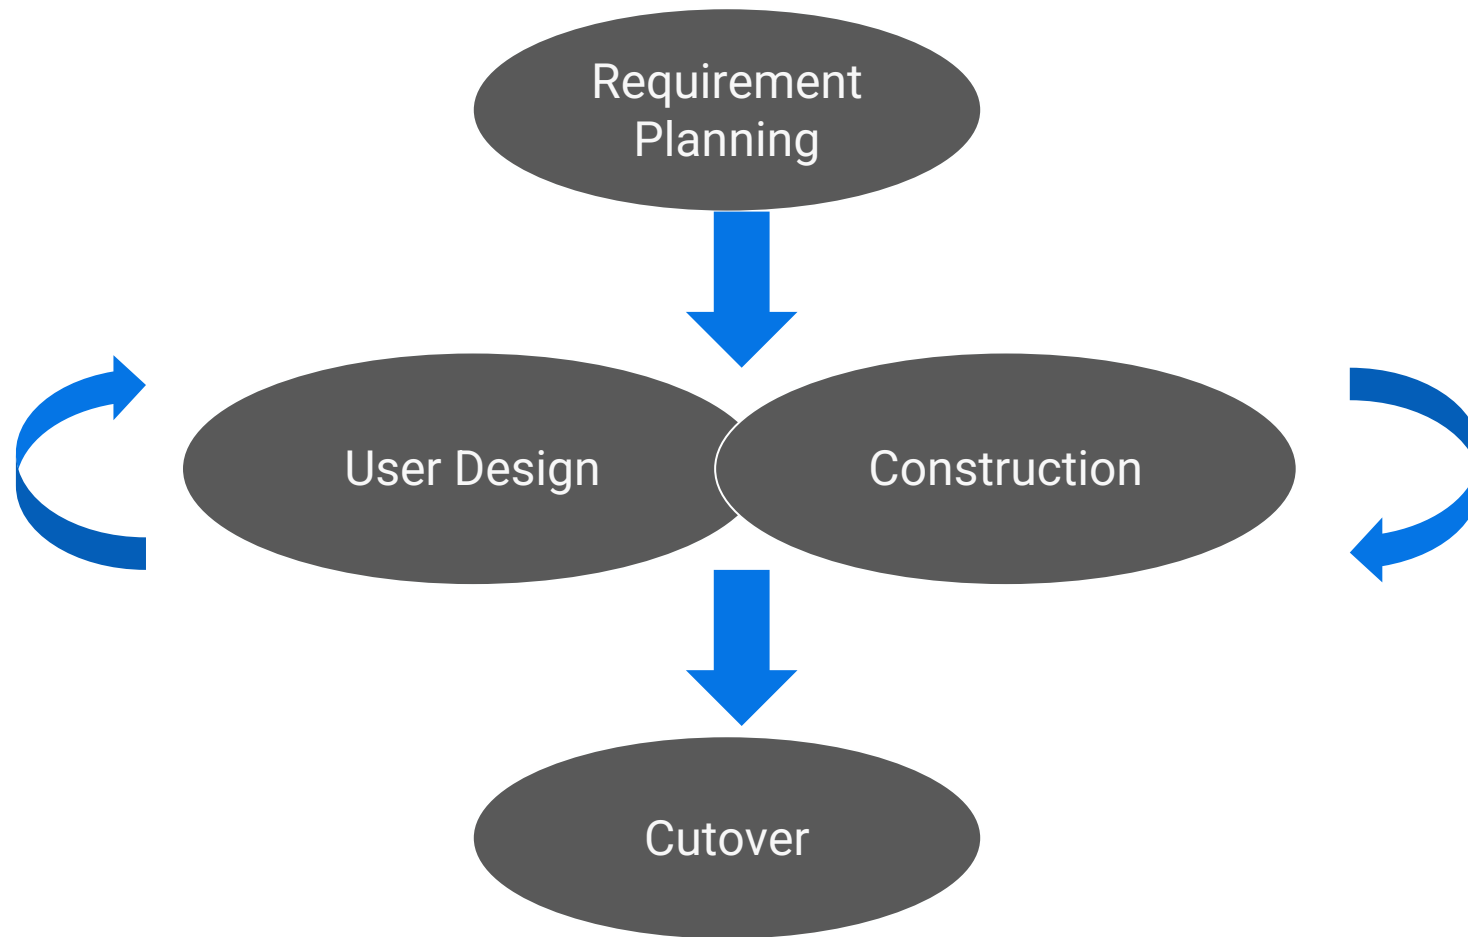 Requirement
Planning
User Design
Construction
Cutover